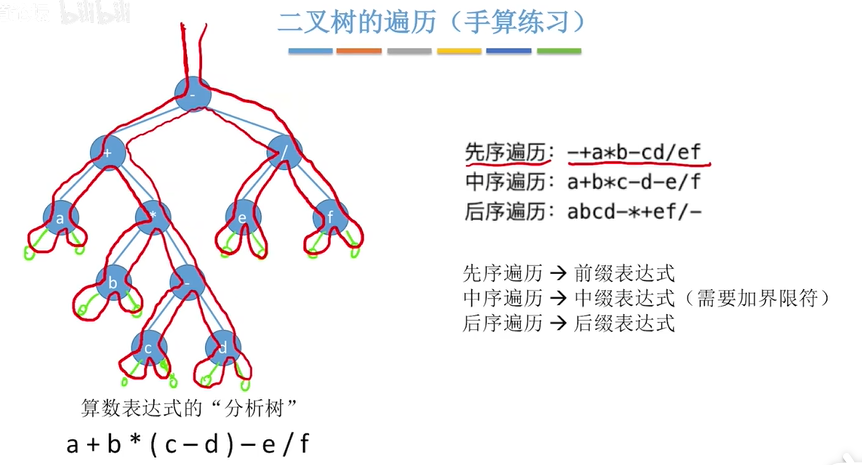 bilibili
二叉树的遍历（手算练习）
-
+
/
a
*
e
f
b
-
c
d
先序遍历：-+a*b-cd/ef
中序遍历：a+b*c-d-e/f
后序遍历：abcd-*+ef/-
先序遍历→前缀表达式
中序遍历→中缀表达式（需要加界限符）
后序遍历→后缀表达式
算数表达式的“分析树”
a+b*(c–d)–e/f